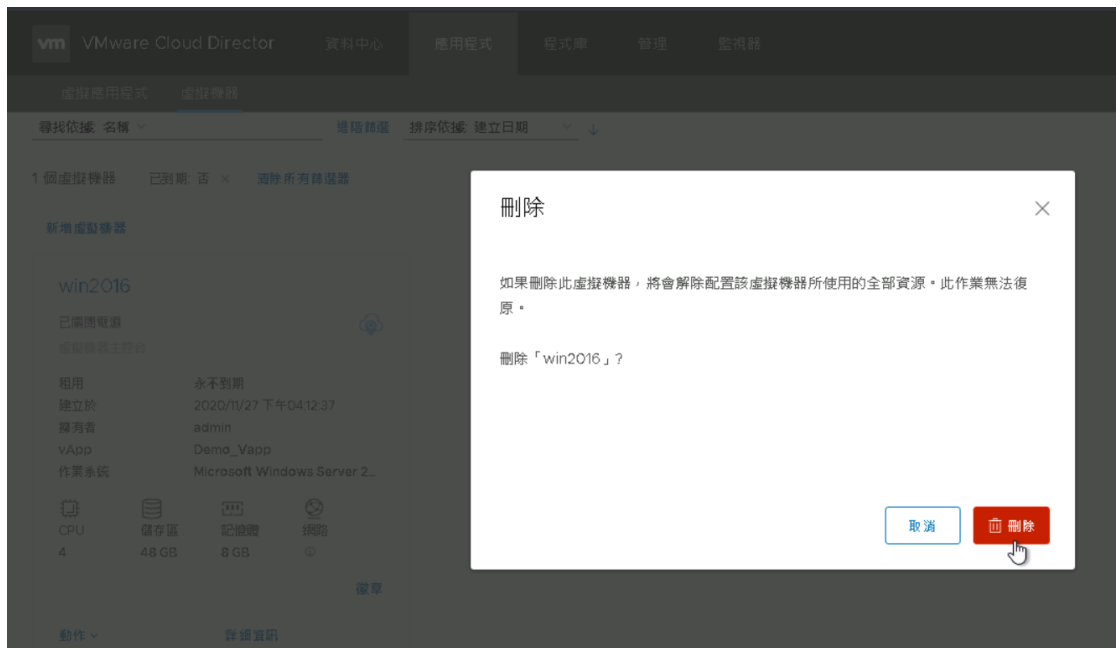 vm VMware Cloud Director 資料中心 應用程式 程式庫 管理 監視器
虛擬應用程式 虛擬機器
尋找依據: 名稱 進階篩選 排序依據: 建立日期
1 個虛擬機器 已到期: 否 × 清除所有篩選器
新增虛擬機器
win2016
已關閉電源
虛擬機器主控台
租用 永不到期
建立於 2020/11/27 下午04:12:37
擁有者 admin
vApp Demo_Vapp
作業系統 Microsoft Windows Server 2...
CPU 儲存區 記憶體 網路
4 48 GB 8 GB
徽章
動作 詳細資訊
刪除
如果刪除此虛擬機器，將會解除配置該虛擬機器所使用的全部資源。此作業無法復
原。
刪除「win2016」?
取消 刪除